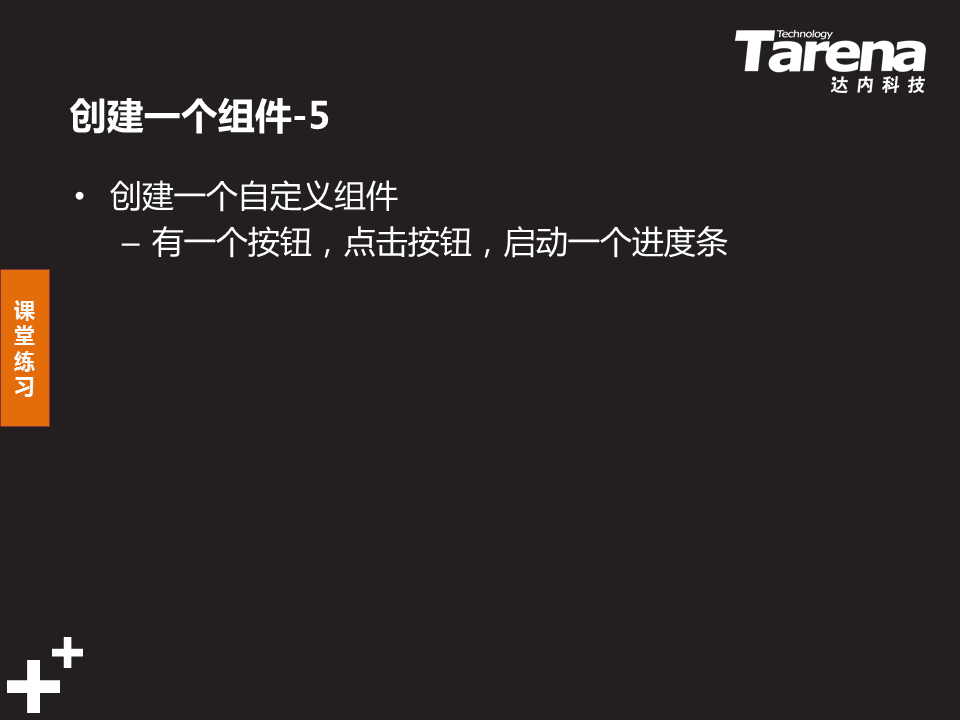 Technology
Tarena
达内科技
创建一个组件-5
• 创建一个自定义组件
– 有一个按钮，点击按钮，启动一个进度条
课
堂
练
习